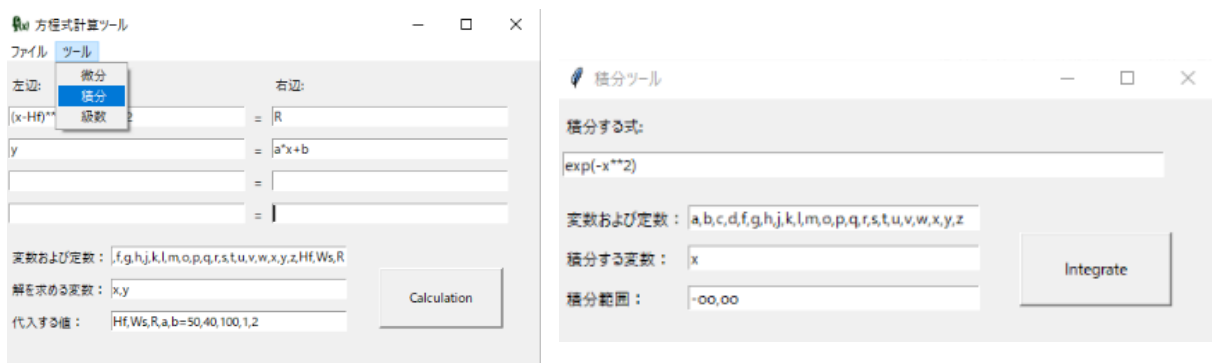 方程式計算ツール
ファイル ツール
微分
積分
級数
左辺:
右辺:
(x-Hf)** 2 = R
y = a*x+b
=
=
変数および定数： ,f,g,h,j,k,l,m,o,p,q,r,s,t,u,v,w,x,y,z,Hf,Ws,R
解を求める変数： x,y
代入する値： Hf,Ws,R,a,b=50,40,100,1,2
Calculation
積分ツール
積分する式:
exp(-x**2)
変数および定数： a,b,c,d,f,g,h,j,k,l,m,o,p,q,r,s,t,u,v,w,x,y,z
積分する変数： x
積分範囲： -oo,oo
Integrate